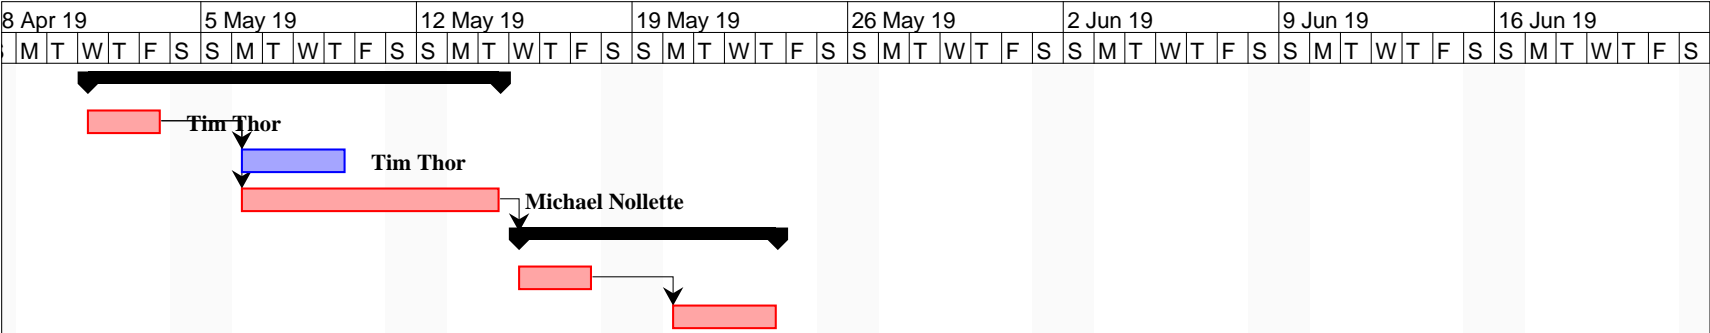 8 Apr 19 5 May 19 12 May 19 19 May 19 26 May 19 2 Jun 19 9 Jun 19 16 Jun 19
M T W T F S S M T W T F S S M T W T F S S M T W T F S S M T W T F S S M T W T F S S M T W T F S S M T W T F S
Tim Thor
Tim Thor
Michael Nollette